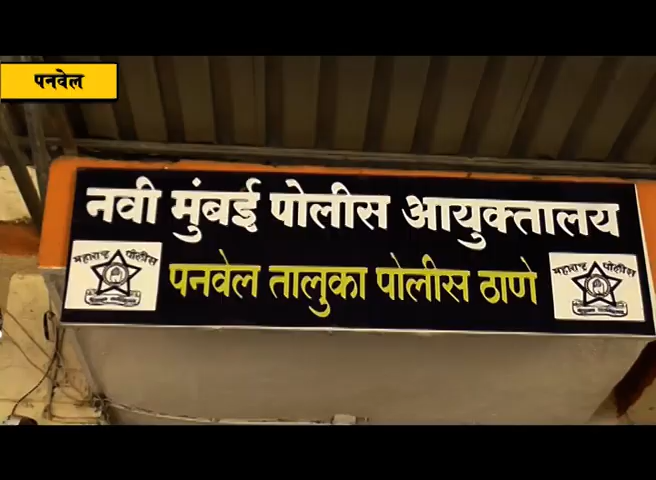 पनवेल
नवी मुंबई पोलीस आयुक्तालय
महाराष्ट्र पोलीस
पनवेल तालुका पोलीस ठाणे
महाराष्ट्र पोलीस